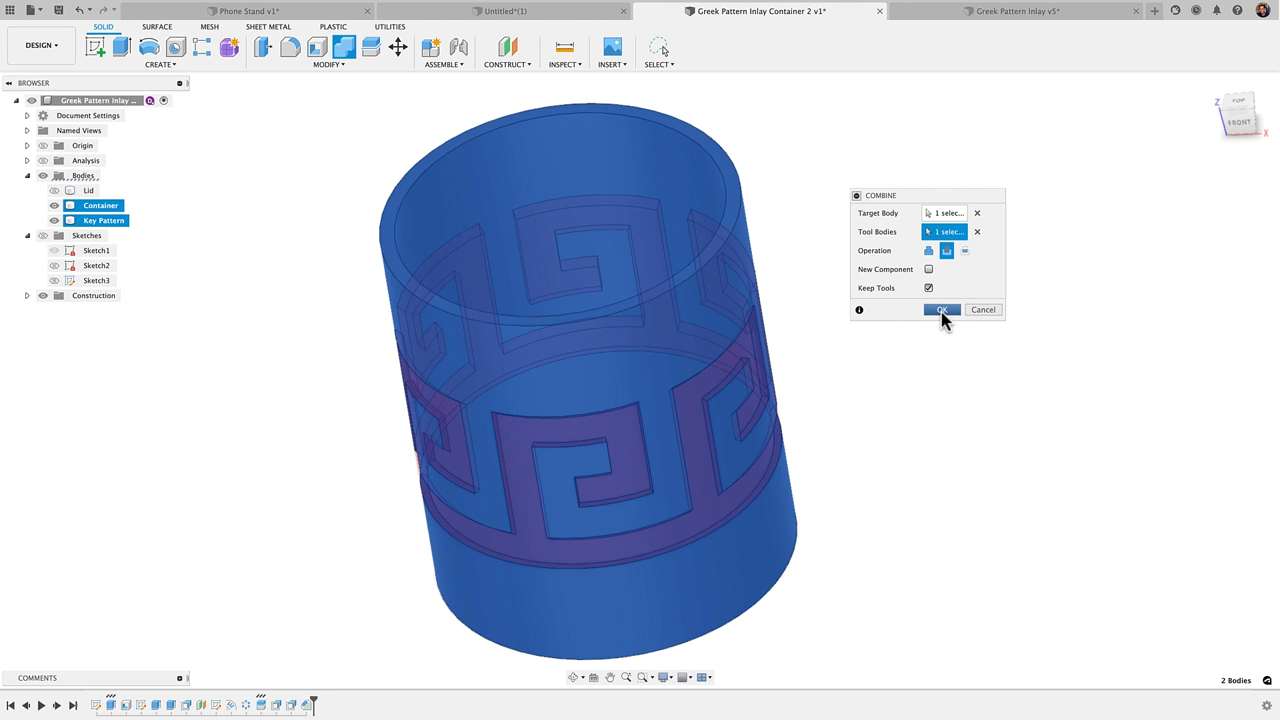 Phone Stand v1*
Untitled*(1)
Greek Pattern Inlay Container 2 v1*
Greek Pattern Inlay v5*
DESIGN
SOLID SURFACE MESH SHEET METAL PLASTIC UTILITIES
CREATE MODIFY ASSEMBLE CONSTRUCT INSPECT INSERT SELECT
BROWSER
Greek Pattern Inlay ...
Document Settings
Named Views
Origin
Analysis
Bodies
Lid
Container
Key Pattern
Sketches
Sketch1
Sketch2
Sketch3
Construction
TOP
FRONT
Z
X
COMBINE
Target Body 1 selec...
Tool Bodies 1 selec...
Operation
New Component
Keep Tools
OK Cancel
COMMENTS
2 Bodies